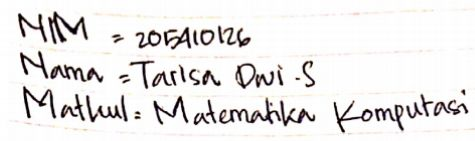 NIM = 205410126
Nama = Tarisa Dwi .S
Matkul = Matematika Komputasi